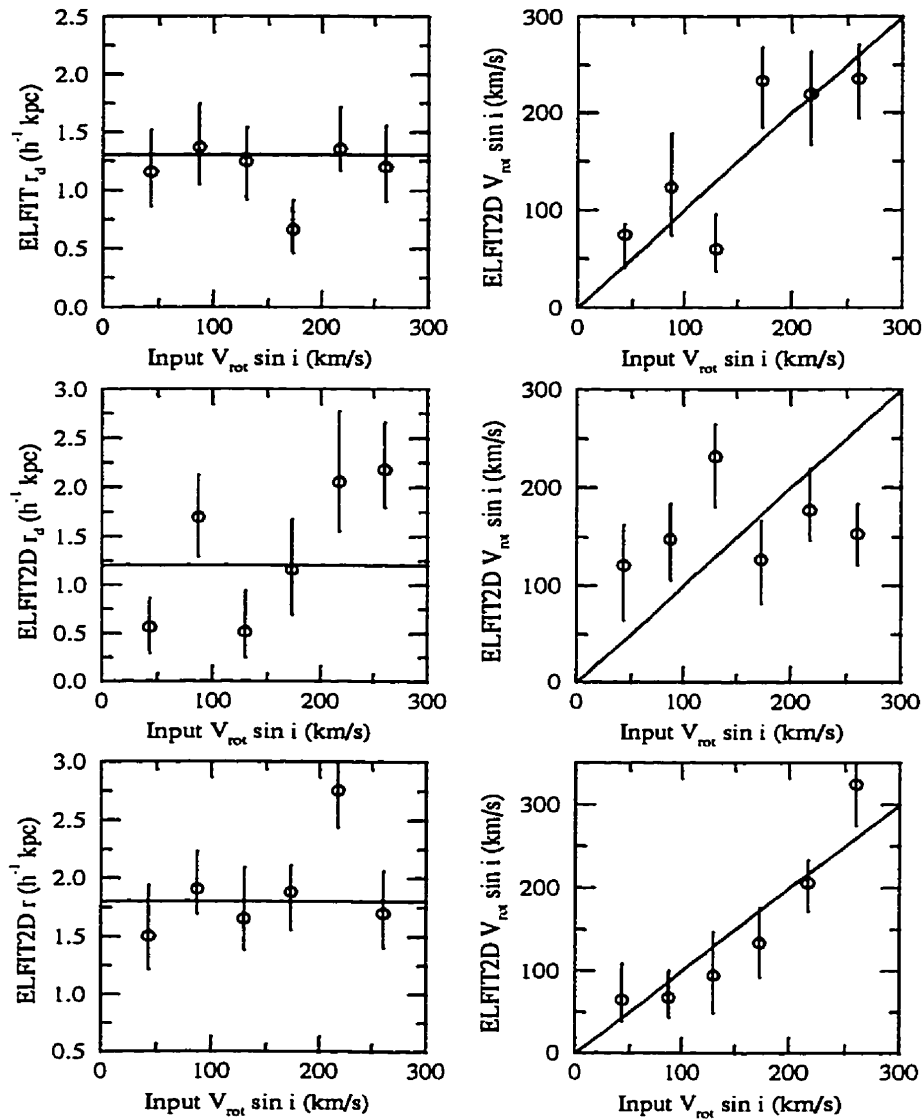 2.5
2.0
1.5
1.0
0.5
0.0
ELFIT r_d (h^-1 kpc)
0 100 200 300
Input V_rot sin i (km/s)
300
200
100
0
ELFIT2D V_rot sin i (km/s)
0 100 200 300
Input V_rot sin i (km/s)
3.0
2.5
2.0
1.5
1.0
0.5
0.0
ELFIT2D r_d (h^-1 kpc)
0 100 200 300
Input V_rot sin i (km/s)
300
200
100
0
ELFIT2D V_rot sin i (km/s)
0 100 200 300
Input V_rot sin i (km/s)
3.0
2.5
2.0
1.5
1.0
0.5
ELFIT2D r (h^-1 kpc)
0 100 200 300
Input V_rot sin i (km/s)
300
200
100
0
ELFIT2D V_rot sin i (km/s)
0 100 200 300
Input V_rot sin i (km/s)